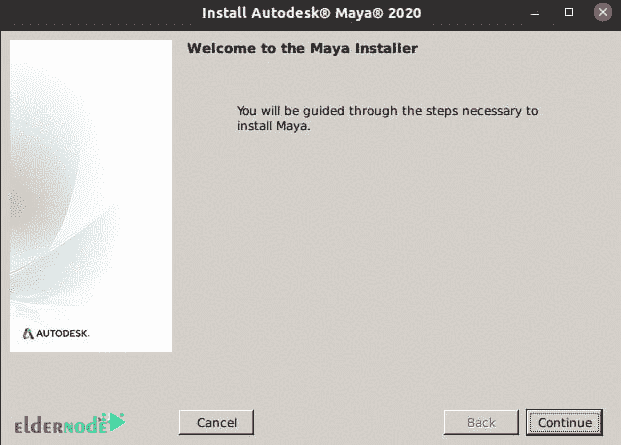 Install Autodesk® Maya® 2020
Welcome to the Maya Installer
You will be guided through the steps necessary to
install Maya.
AUTODESK.
ELDERNODE
Cancel
Back
Continue